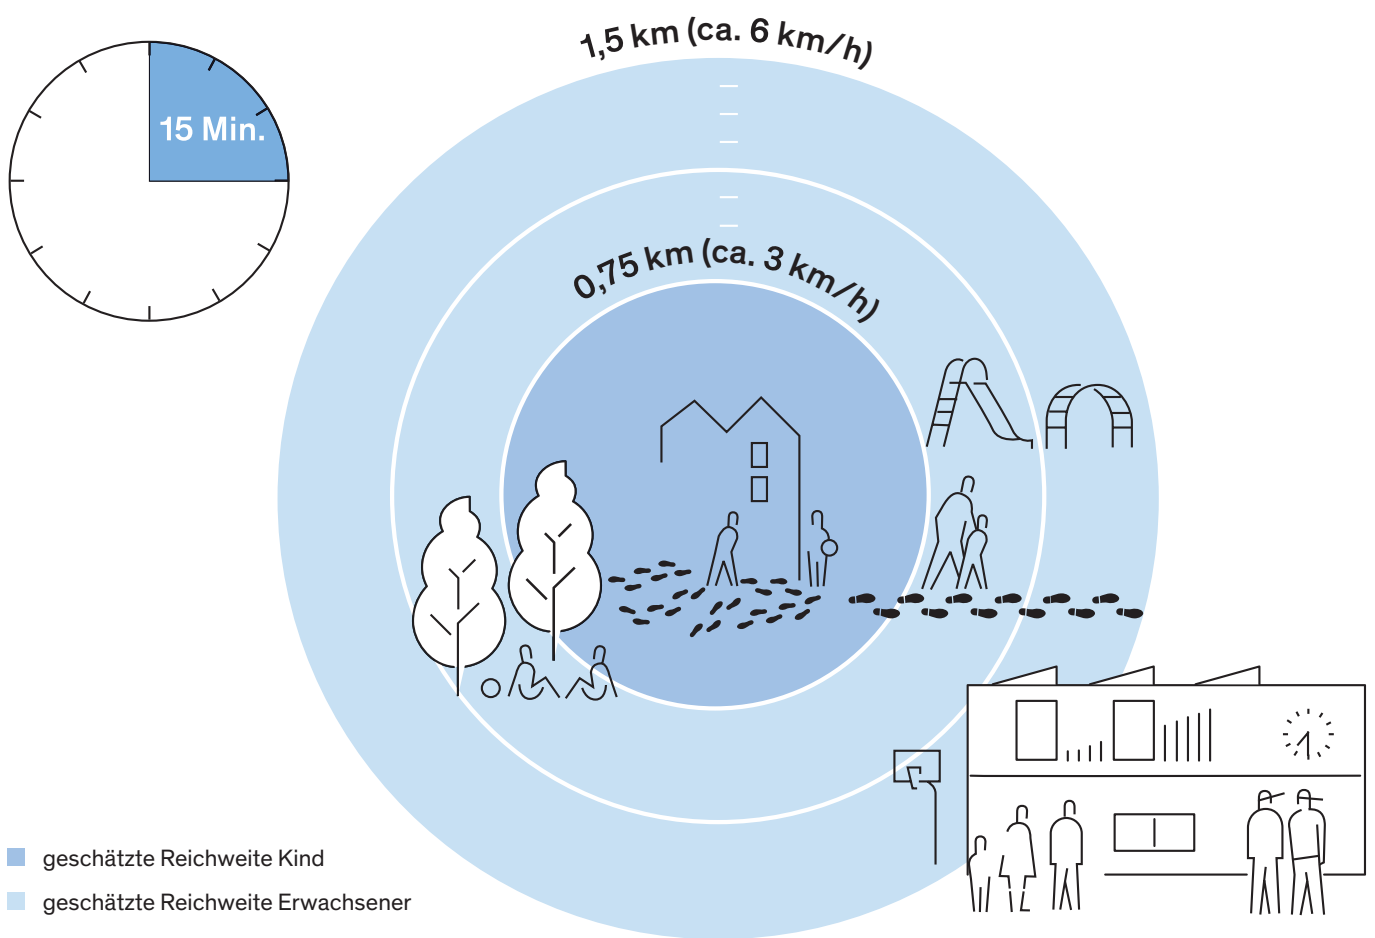 1,5 km (ca. 6 km/h)
15 Min.
0,75 km (ca. 3 km/h)
geschätzte Reichweite Kind
geschätzte Reichweite Erwachsener